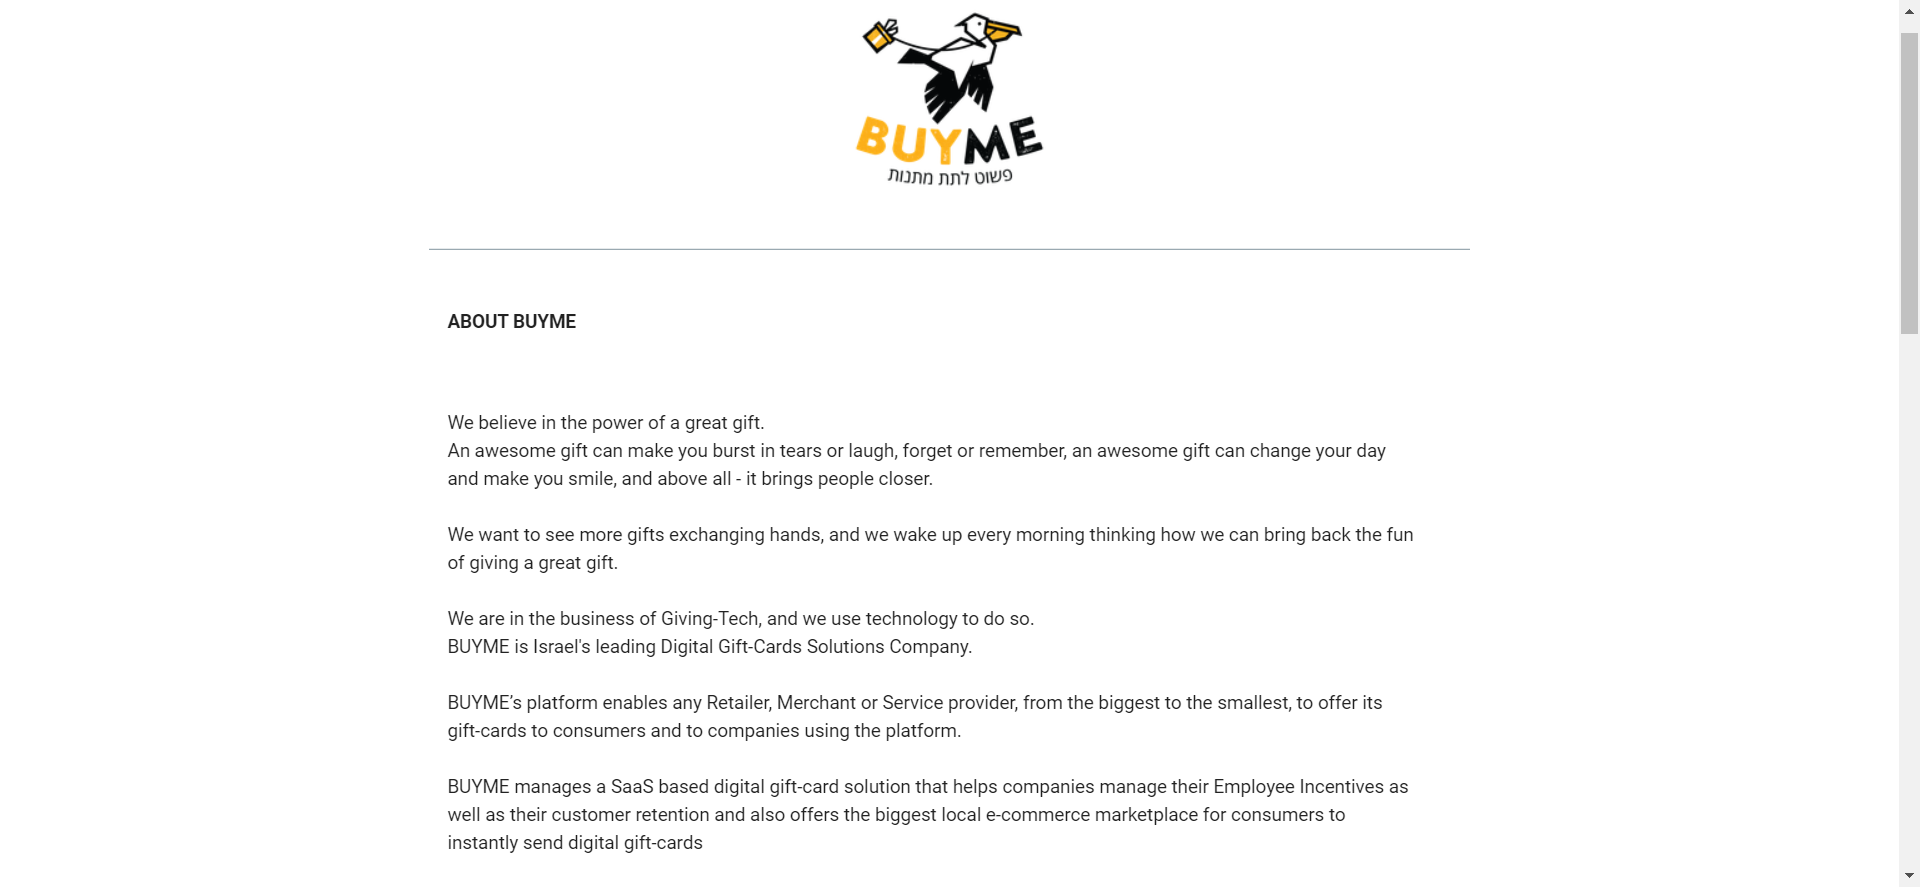 BUYME
פשוט לתת מתנות
ABOUT BUYME
We believe in the power of a great gift.
An awesome gift can make you burst in tears or laugh, forget or remember, an awesome gift can change your day
and make you smile, and above all - it brings people closer.
We want to see more gifts exchanging hands, and we wake up every morning thinking how we can bring back the fun
of giving a great gift.
We are in the business of Giving-Tech, and we use technology to do so.
BUYME is Israel's leading Digital Gift-Cards Solutions Company.
BUYME’s platform enables any Retailer, Merchant or Service provider, from the biggest to the smallest, to offer its
gift-cards to consumers and to companies using the platform.
BUYME manages a SaaS based digital gift-card solution that helps companies manage their Employee Incentives as
well as their customer retention and also offers the biggest local e-commerce marketplace for consumers to
instantly send digital gift-cards